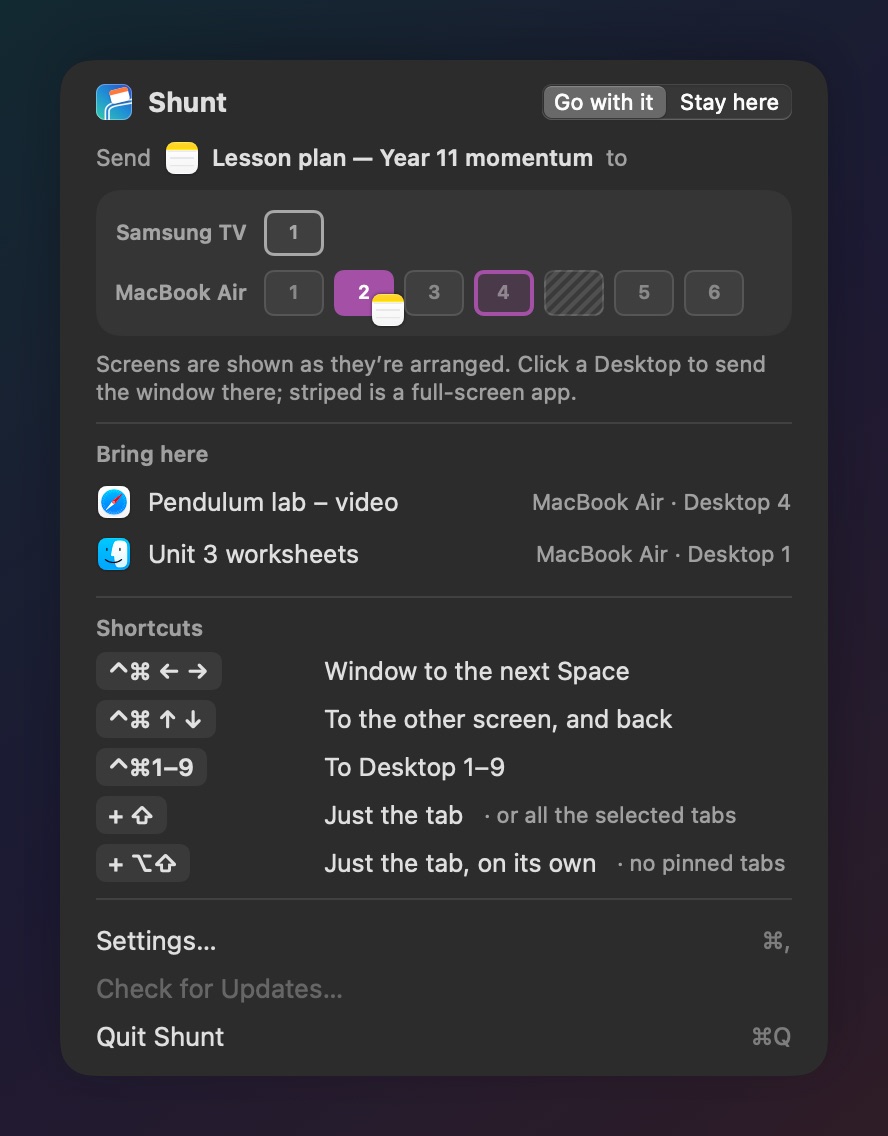 Shunt Go with it Stay here
Send Lesson plan — Year 11 momentum to
Samsung TV 1
MacBook Air 1 2 3 4 5 6
Screens are shown as they’re arranged. Click a Desktop to send
the window there; striped is a full-screen app.
Bring here
Pendulum lab – video MacBook Air · Desktop 4
Unit 3 worksheets MacBook Air · Desktop 1
Shortcuts
^⌘ ← → Window to the next Space
^⌘ ↑ ↓ To the other screen, and back
^⌘1–9 To Desktop 1–9
+ ⇧ Just the tab · or all the selected tabs
+ ⌥⇧ Just the tab, on its own · no pinned tabs
Settings... ⌘,
Check for Updates...
Quit Shunt ⌘Q